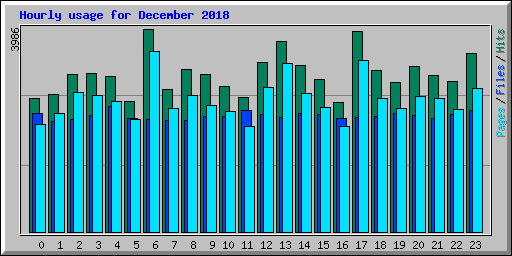 Hourly usage for December 2018
3986
Pages/Files/Hits
0 1 2 3 4 5 6 7 8 9 10 11 12 13 14 15 16 17 18 19 20 21 22 23